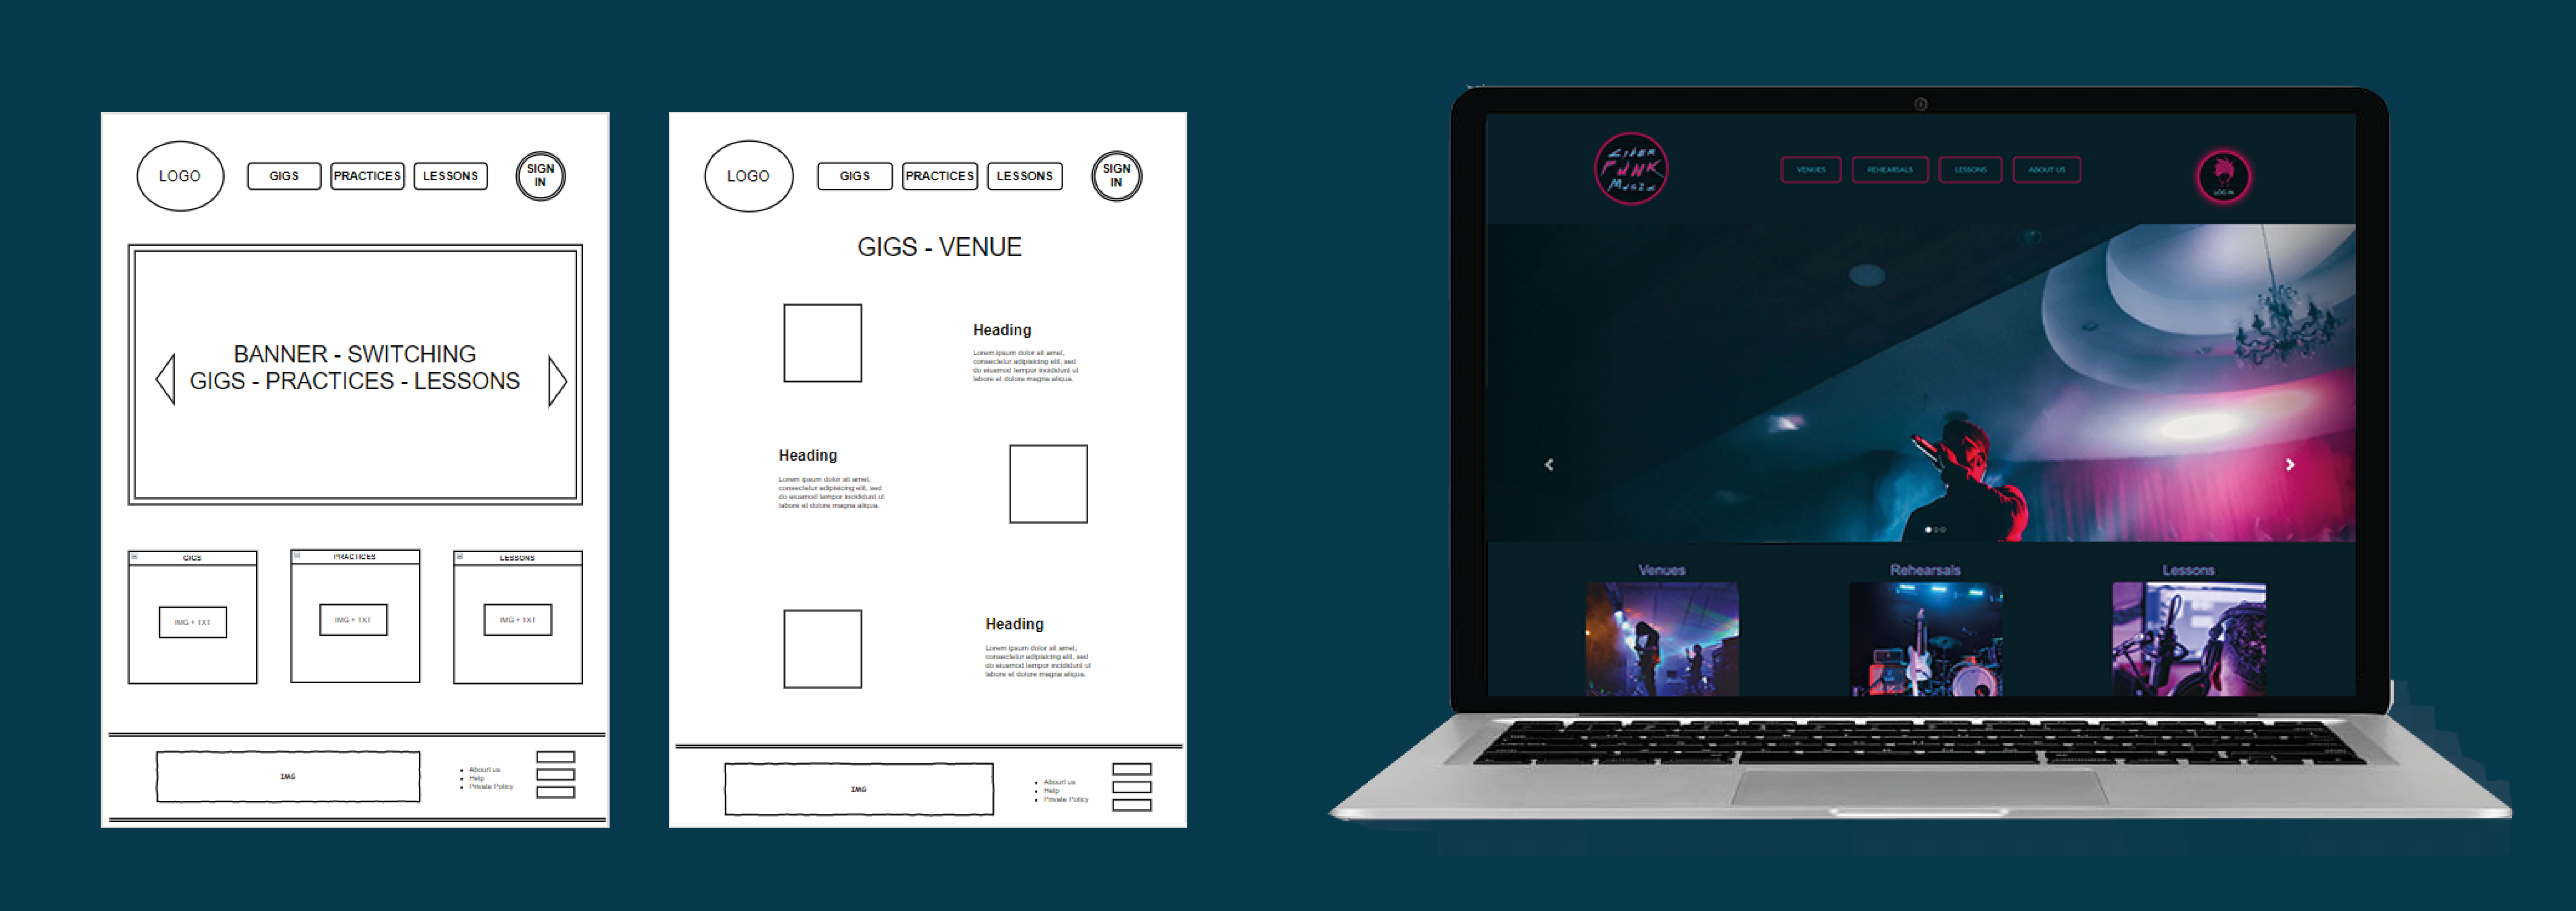 LOGO
GIGS
PRACTICES
LESSONS
SIGN
IN
BANNER - SWITCHING
GIGS - PRACTICES - LESSONS
GIGS
PRACTICES
LESSONS
IMG + TXT
IMG + TXT
IMG + TXT
IMG
Abourt us
Help
Private Policy
LOGO
GIGS
PRACTICES
LESSONS
SIGN
IN
GIGS - VENUE
Heading
Lorem ipsum dolor sit amet,
consectetur adipisicing elit, sed
do eiusmod tempor incididunt ut
labore et dolore magna aliqua.
Heading
Lorem ipsum dolor sit amet,
consectetur adipisicing elit, sed
do eiusmod tempor incididunt ut
labore et dolore magna aliqua.
Heading
Lorem ipsum dolor sit amet,
consectetur adipisicing elit, sed
do eiusmod tempor incididunt ut
labore et dolore magna aliqua.
IMG
Abourt us
Help
Private Policy
CYBER
FUNK
MUSIC
VENUES
REHEARSALS
LESSONS
ABOUT US
LOG IN
Venues
Rehearsals
Lessons